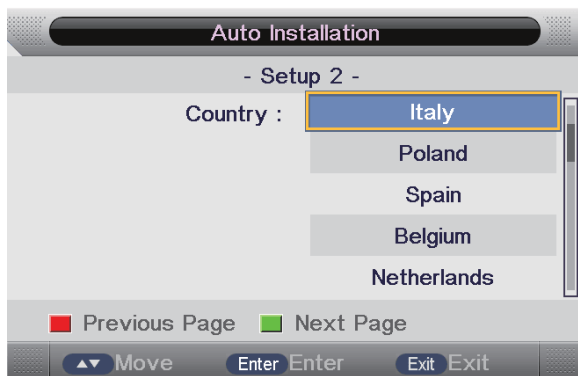 Auto Installation
- Setup 2 -
Country : Italy
Poland
Spain
Belgium
Netherlands
Previous Page Next Page
▲▼ Move Enter Enter Exit Exit